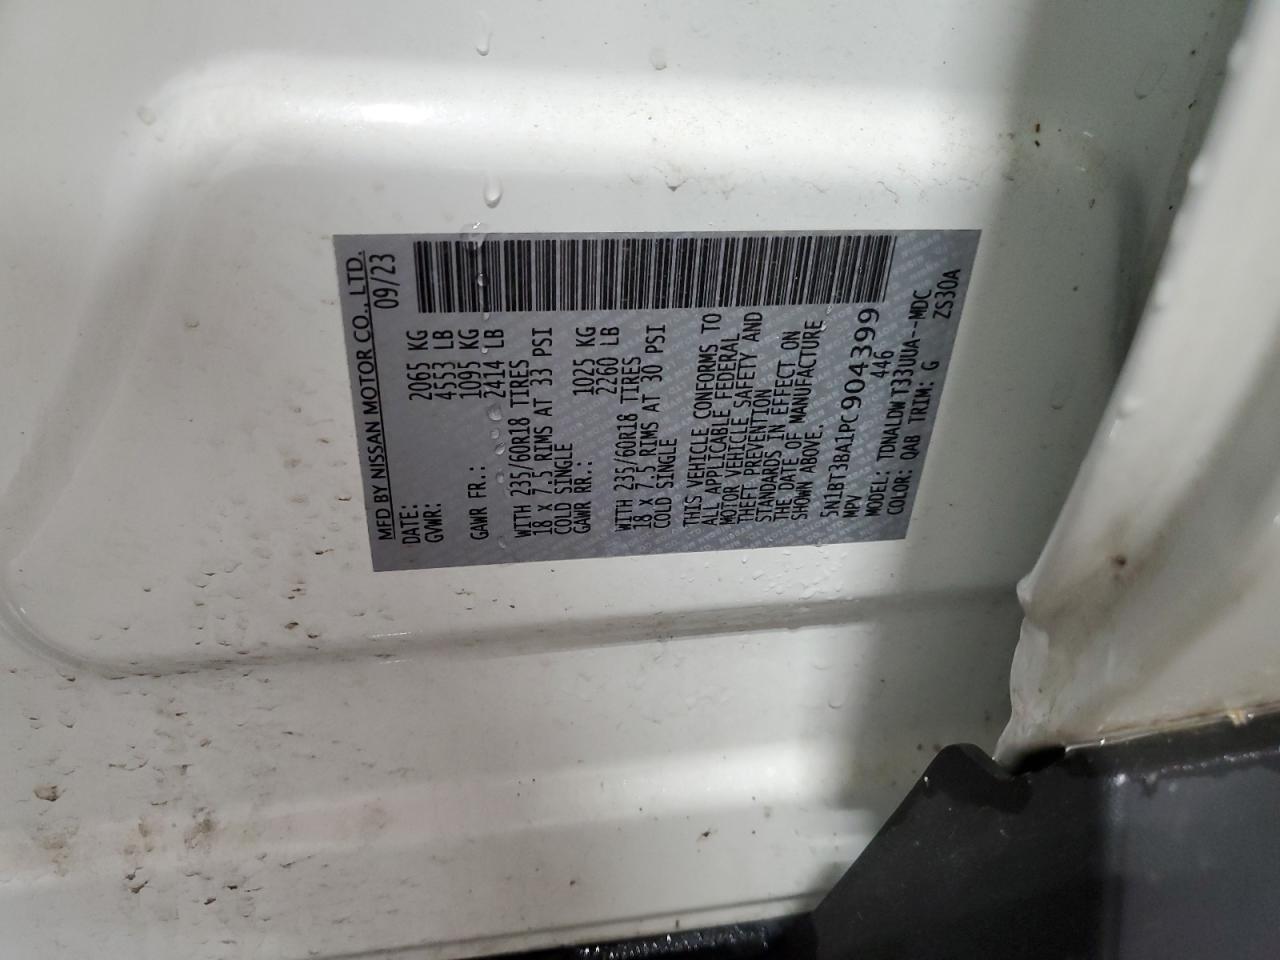 MFD BY NISSAN MOTOR CO., LTD.
DATE: 09/23
GVWR: 2065 KG
4553 LB
GAWR FR.: 1095 KG
2414 LB
WITH 235/60R18 TIRES
18 X 7.5 RIMS AT 33 PSI
COLD SINGLE
GAWR RR.: 1025 KG
2260 LB
WITH 235/60R18 TIRES
18 X 7.5 RIMS AT 30 PSI
COLD SINGLE
THIS VEHICLE CONFORMS TO
ALL APPLICABLE FEDERAL
MOTOR VEHICLE SAFETY AND
THEFT PREVENTION
STANDARDS IN EFFECT ON
THE DATE OF MANUFACTURE
SHOWN ABOVE.
5N1BT3BA1PC904399
MPV 446
MODEL: TDNALDW T33UUA--MDC
COLOR: QAB TRIM: G ZS30A